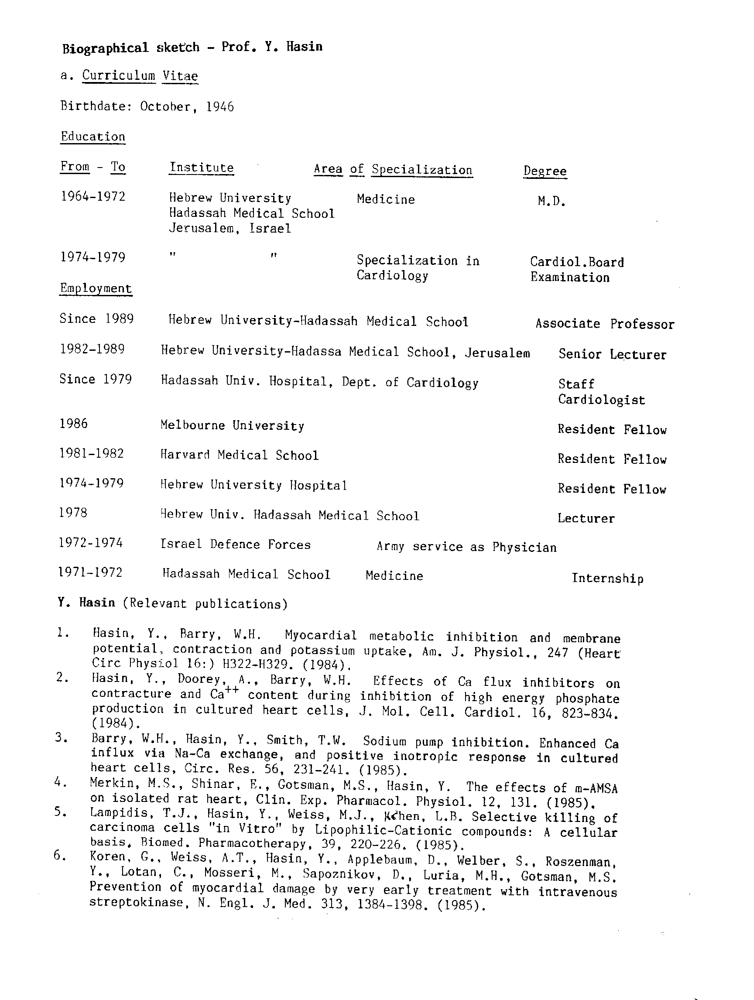 Biographical sketch - Prof. Y. Hasin
a. Curriculum Vitae
Birthdate: October, 1946
Education
From - To Institute Area of Specialization Degree
1964-1972 Hebrew University Medicine M.D.
Hadassah Medical School
Jerusalem, Israel
1974-1979 " " Specialization in Cardiol.Board
Cardiology Examination
Employment
Since 1989 Hebrew University-Hadassah Medical School Associate Professor
1982-1989 Hebrew University-Hadassa Medical School, Jerusalem Senior Lecturer
Since 1979 Hadassah Univ. Hospital, Dept. of Cardiology Staff
Cardiologist
1986 Melbourne University Resident Fellow
1981-1982 Harvard Medical School Resident Fellow
1974-1979 Hebrew University Hospital Resident Fellow
1978 Hebrew Univ. Hadassah Medical School Lecturer
1972-1974 Israel Defence Forces Army service as Physician
1971-1972 Hadassah Medical School Medicine Internship
Y. Hasin (Relevant publications)
1. Hasin, Y., Barry, W.H. Myocardial metabolic inhibition and membrane
potential, contraction and potassium uptake, Am. J. Physiol., 247 (Heart
Circ Physiol 16:) H322-H329. (1984).
2. Hasin, Y., Doorey, A., Barry, W.H. Effects of Ca flux inhibitors on
contracture and Ca++ content during inhibition of high energy phosphate
production in cultured heart cells, J. Mol. Cell. Cardiol. 16, 823-834.
(1984).
3. Barry, W.H., Hasin, Y., Smith, T.W. Sodium pump inhibition. Enhanced Ca
influx via Na-Ca exchange, and positive inotropic response in cultured
heart cells, Circ. Res. 56, 231-241. (1985).
4. Merkin, M.S., Shinar, E., Gotsman, M.S., Hasin, Y. The effects of m-AMSA
on isolated rat heart, Clin. Exp. Pharmacol. Physiol. 12, 131. (1985).
5. Lampidis, T.J., Hasin, Y., Weiss, M.J., L.B. Selective killing of
carcinoma cells "in Vitro" by Lipophilic-Cationic compounds: A cellular
basis, Biomed. Pharmacotherapy, 39, 220-226. (1985).
6. Koren, G., Weiss, A.T., Hasin, Y., Applebaum, D., Welber, S., Roszenman,
Y., Lotan, C., Mosseri, M., Sapoznikov, D., Luria, M.H., Gotsman, M.S.
Prevention of myocardial damage by very early treatment with intravenous
streptokinase, N. Engl. J. Med. 313, 1384-1398. (1985).